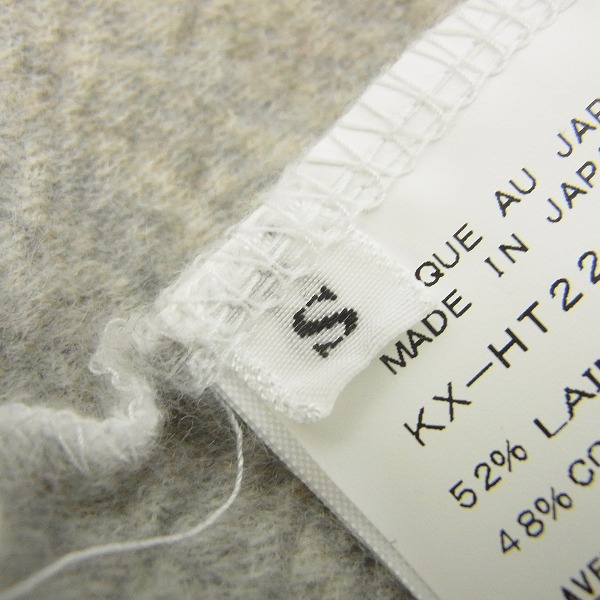 S
QUE AU JAP
MADE IN JAPA
KX-HT22
52% LAI
48% CO